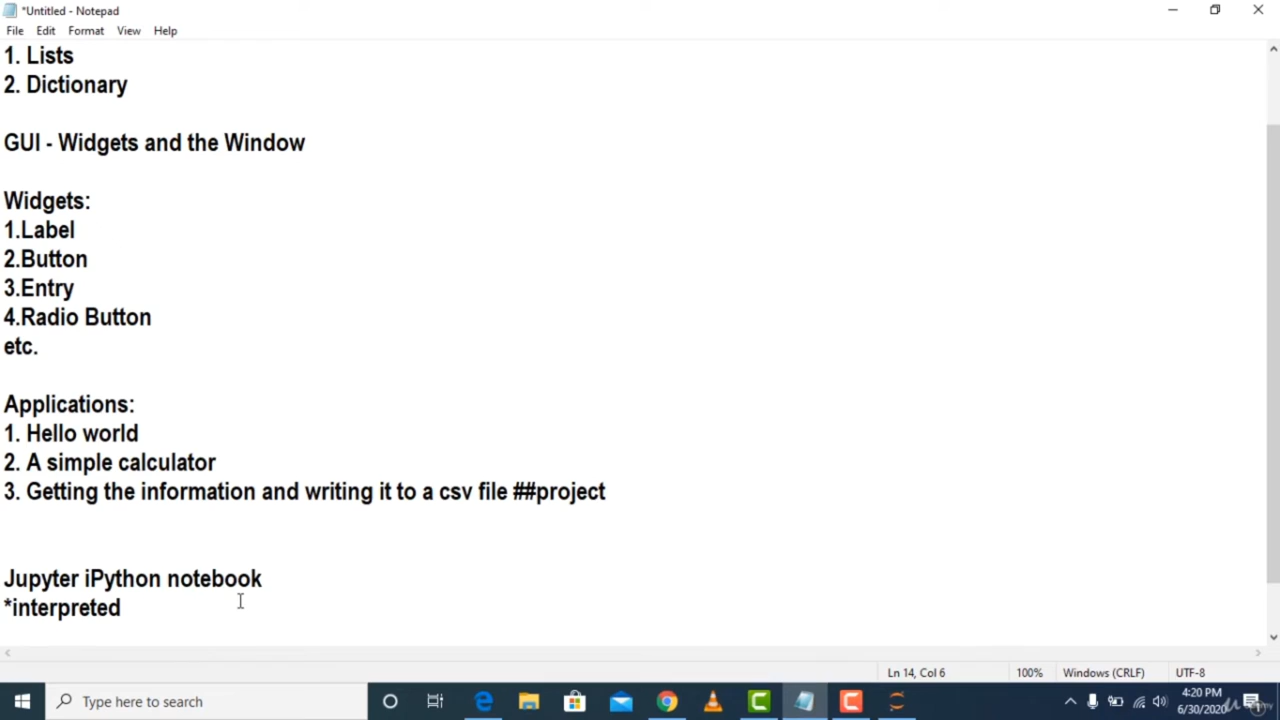 *Untitled - Notepad
File Edit Format View Help
1. Lists
2. Dictionary
GUI - Widgets and the Window
Widgets:
1.Label
2.Button
3.Entry
4.Radio Button
etc.
Applications:
1. Hello world
2. A simple calculator
3. Getting the information and writing it to a csv file ##project
Jupyter iPython notebook
*interpreted
Ln 14, Col 6 100% Windows (CRLF) UTF-8
Type here to search
4:20 PM
6/30/2020